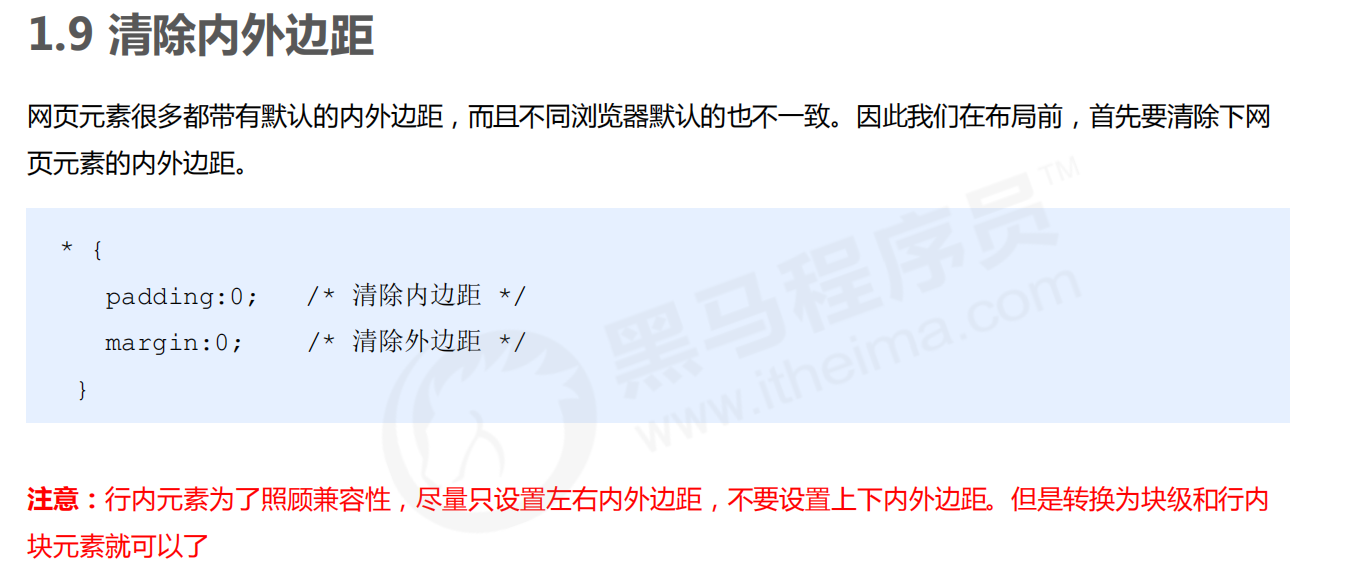 1.9 清除内外边距
网页元素很多都带有默认的内外边距，而且不同浏览器默认的也不一致。因此我们在布局前，首先要清除下网
页元素的内外边距。
* {
padding:0; /* 清除内边距 */
margin:0; /* 清除外边距 */
}
黑马程序员™
www.itheima.com
注意：行内元素为了照顾兼容性，尽量只设置左右内外边距，不要设置上下内外边距。但是转换为块级和行内
块元素就可以了